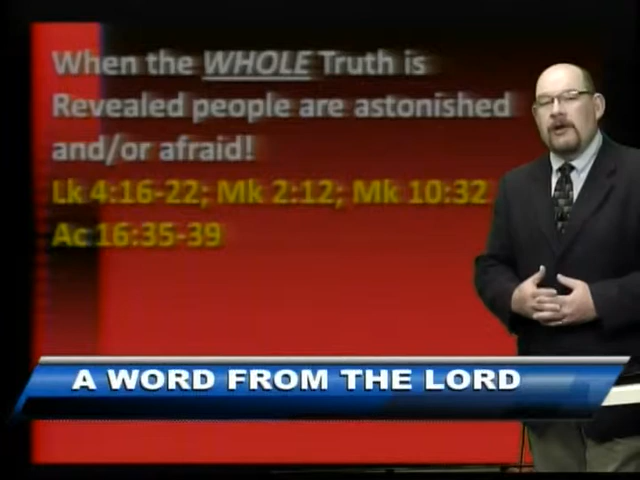 When the WHOLE Truth is
Revealed people are astonished
and/or afraid!
Lk 4:16-22; Mk 2:12; Mk 10:32
Ac 16:35-39
A WORD FROM THE LORD